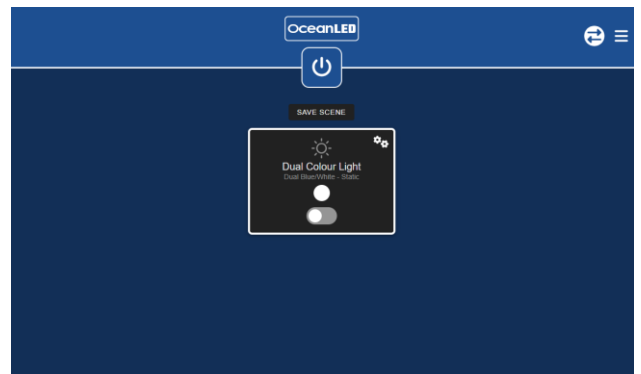 OceanLED
SAVE SCENE
Dual Colour Light
Dual Blue/White - Static